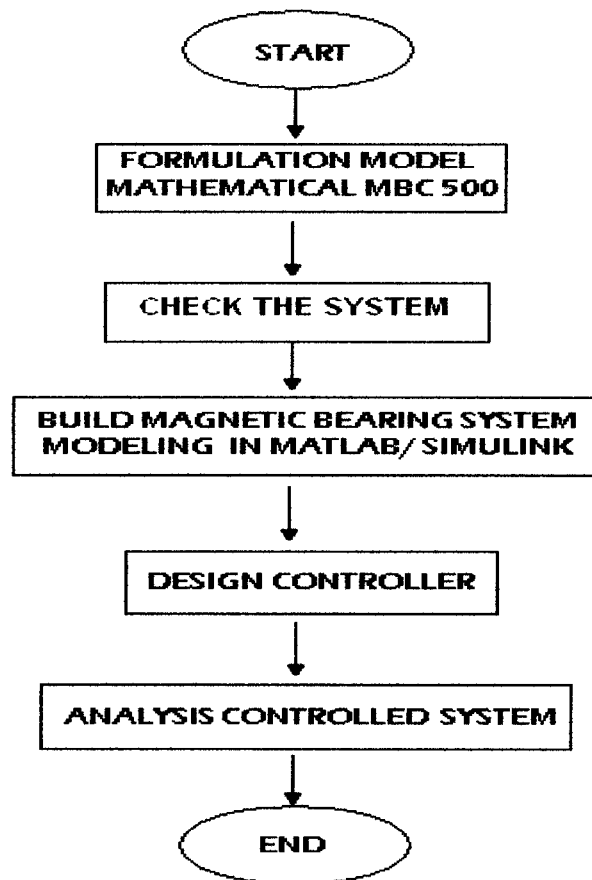 START
FORMULATION MODEL
MATHEMATICAL MBC 500
CHECK THE SYSTEM
BUILD MAGNETIC BEARING SYSTEM
MODELING IN MATLAB/ SIMULINK
DESIGN CONTROLLER
ANALYSIS CONTROLLED SYSTEM
END